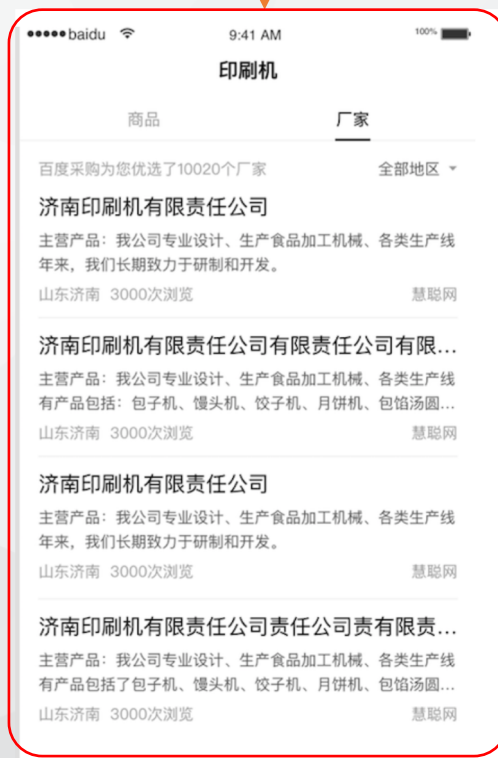 baidu 9:41 AM 100%
印刷机
商品 厂家
百度采购为您优选了10020个厂家 全部地区
济南印刷机有限责任公司
主营产品：我公司专业设计、生产食品加工机械、各类生产线
年来，我们长期致力于研制和开发。
山东济南 3000次浏览 慧聪网
济南印刷机有限责任公司有限责任公司有限...
主营产品：我公司专业设计、生产食品加工机械、各类生产线
有产品包括：包子机、馒头机、饺子机、月饼机、包馅汤圆...
山东济南 3000次浏览 慧聪网
济南印刷机有限责任公司
主营产品：我公司专业设计、生产食品加工机械、各类生产线
年来，我们长期致力于研制和开发。
山东济南 3000次浏览 慧聪网
济南印刷机有限责任公司责任公司责有限责...
主营产品：我公司专业设计、生产食品加工机械、各类生产线
有产品包括了包子机、馒头机、饺子机、月饼机、包馅汤圆...
山东济南 3000次浏览 慧聪网